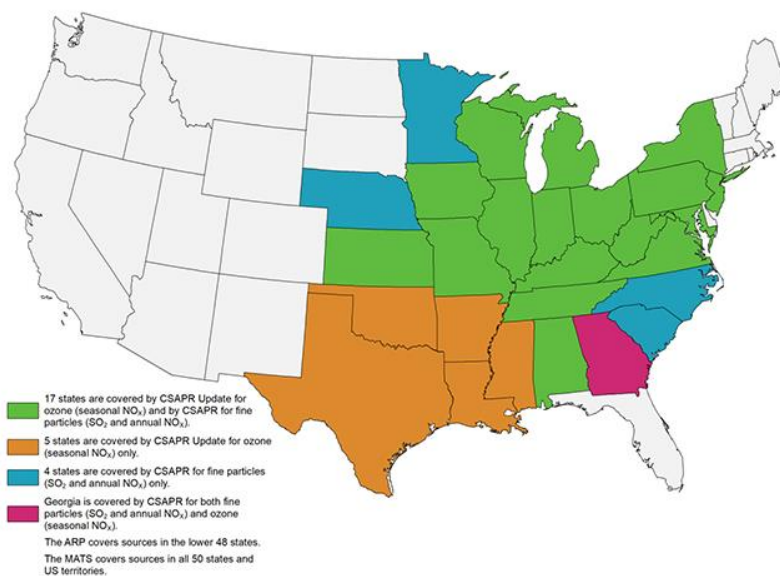 17 states are covered by CSAPR Update for
ozone (seasonal NOₓ) and by CSAPR for fine
particles (SO₂ and annual NOₓ).
5 states are covered by CSAPR Update for ozone
(seasonal NOₓ) only.
4 states are covered by CSAPR for fine particles
(SO₂ and annual NOₓ) only.
Georgia is covered by CSAPR for both fine
particles (SO₂ and annual NOₓ) and ozone
(seasonal NOₓ).
The ARP covers sources in the lower 48 states.
The MATS covers sources in all 50 states and
US territories.